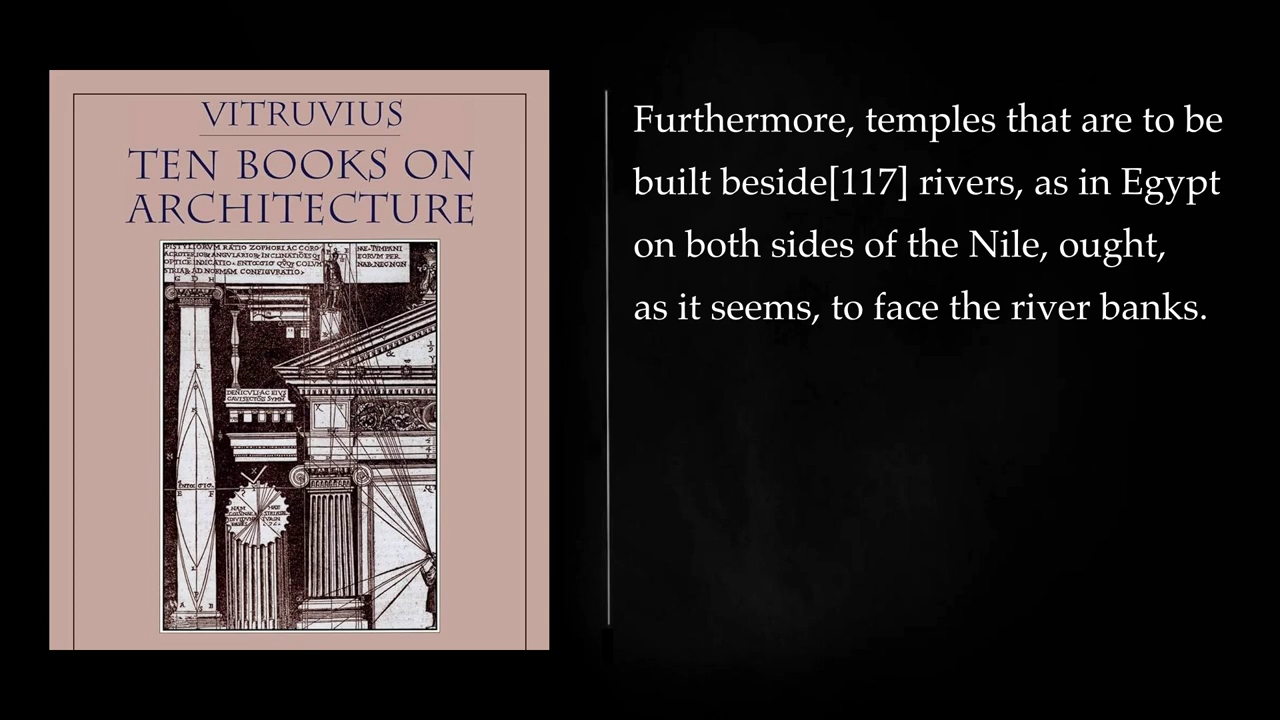 VITRUVIUS
TEN BOOKS ON
ARCHITECTURE
Furthermore, temples that are to be
built beside[117] rivers, as in Egypt
on both sides of the Nile, ought,
as it seems, to face the river banks.